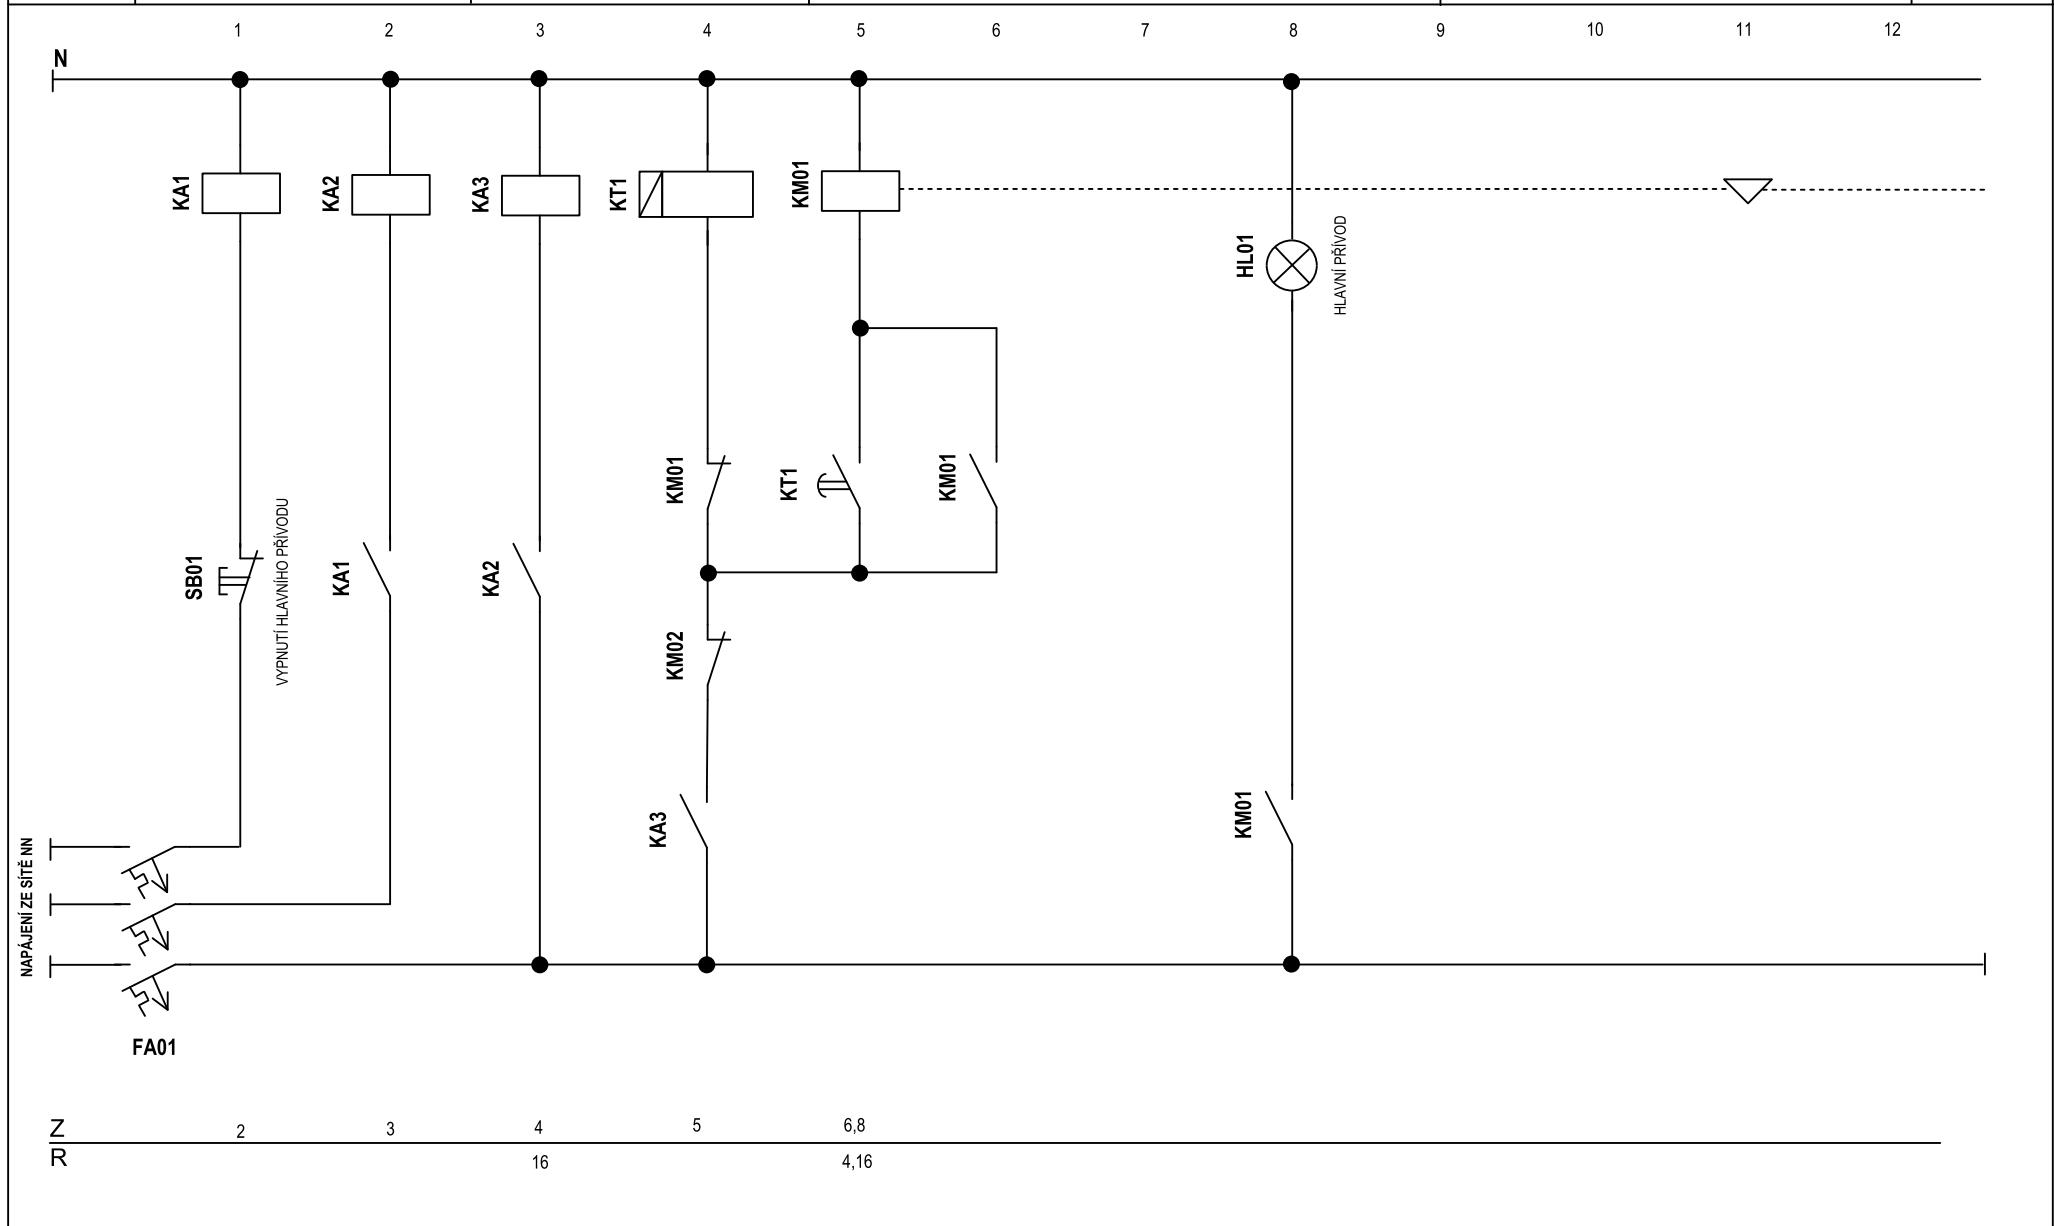 1 2 3 4 5 6 7 8 9 10 11 12
N
KA1
KA2
KA3
KT1
KM01
HL01
HLAVNÍ PŘÍVOD
KM01
KT1
KM01
SB01
VYPNUTÍ HLAVNÍHO PŘÍVODU
KA1
KA2
KM02
KA3
KM01
NAPÁJENÍ ZE SÍTĚ NN
FA01
Z 2 3 4 5 6,8
R 16 4,16